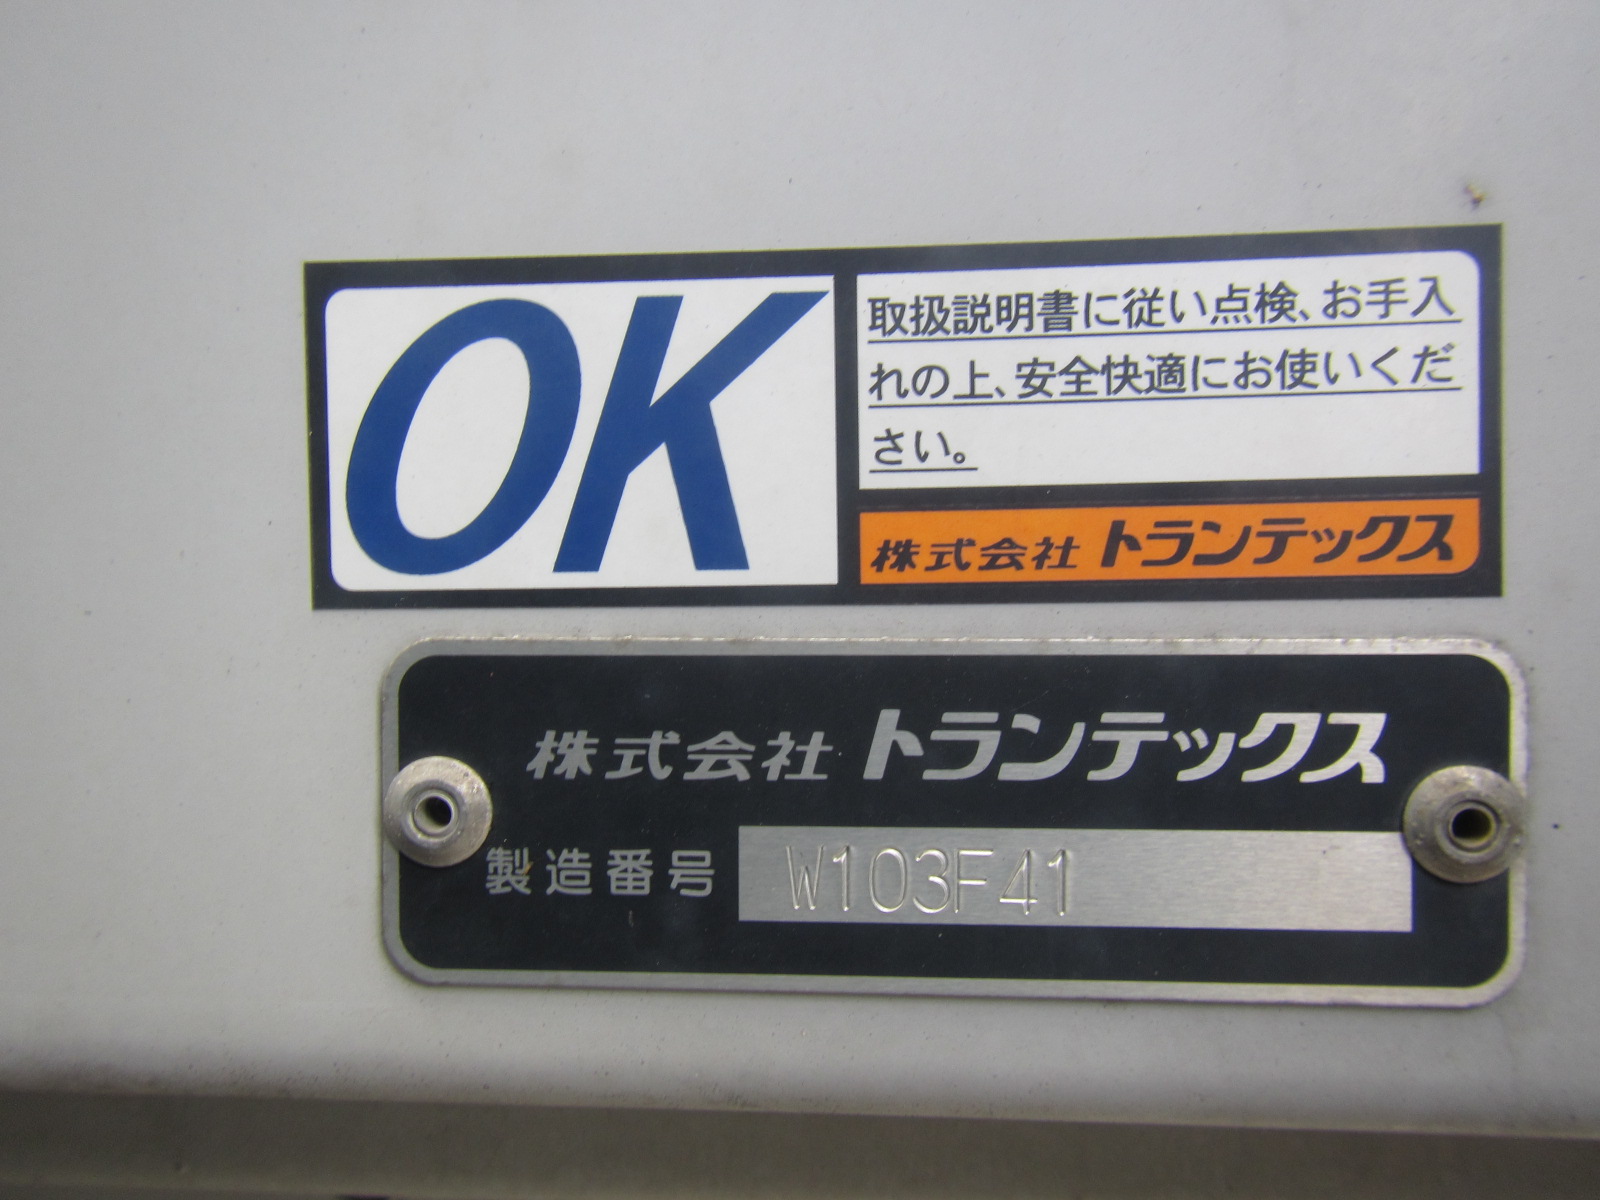 OK
取扱説明書に従い点検、お手入
れの上、安全快適にお使いくだ
さい。
株式会社 トランテックス
株式会社 トランテックス
製造番号 W103F41